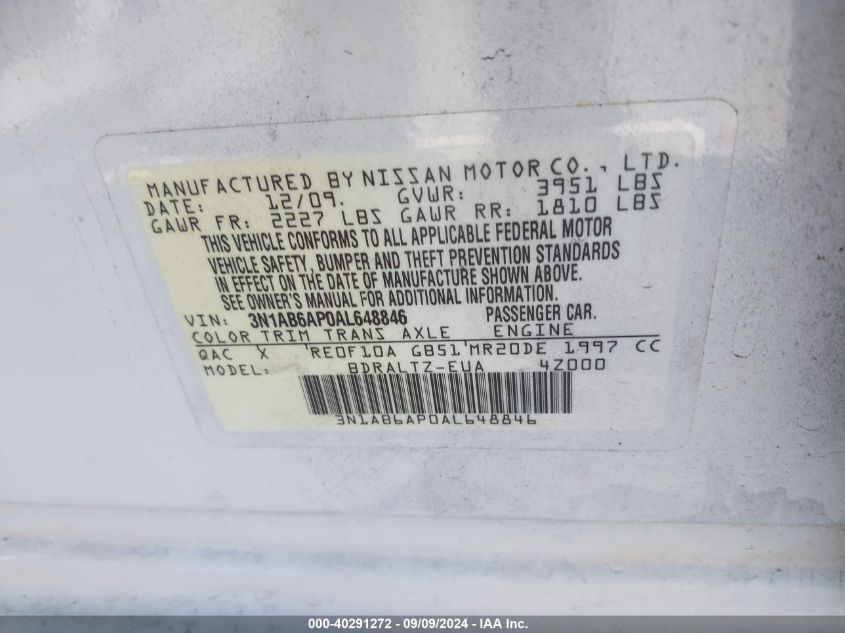 MANUFACTURED BY NISSAN MOTOR CO., LTD.
DATE: 12/09. GVWR: 3951 LBS
GAWR FR: 2227 LBS GAWR RR: 1810 LBS
THIS VEHICLE CONFORMS TO ALL APPLICABLE FEDERAL MOTOR
VEHICLE SAFETY, BUMPER AND THEFT PREVENTION STANDARDS
IN EFFECT ON THE DATE OF MANUFACTURE SHOWN ABOVE.
SEE OWNER'S MANUAL FOR ADDITIONAL INFORMATION.
VIN: 3N1AB6AP0AL648846 PASSENGER CAR.
COLOR TRIM TRANS AXLE ENGINE
QAC X 'RE0F10A GB51'MR20DE 1997 CC
MODEL: BDRALTZ-EUA 4Z000
3N1AB6AP0AL648846
000-40291272 - 09/09/2024 - IAA Inc.